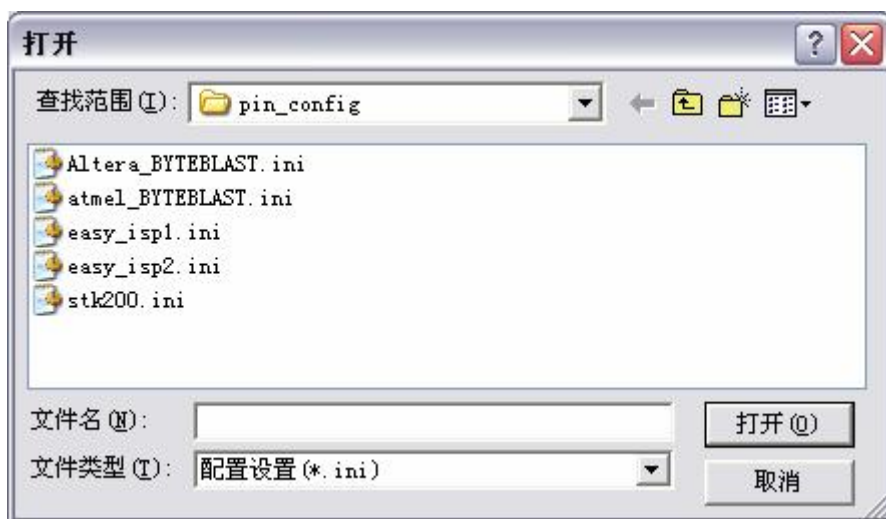 打开
查找范围(I): pin_config
Altera_BYTEBLAST.ini
atmel_BYTEBLAST.ini
easy_isp1.ini
easy_isp2.ini
stk200.ini
文件名(N): 打开(O)
文件类型(T): 配置设置(*.ini) 取消